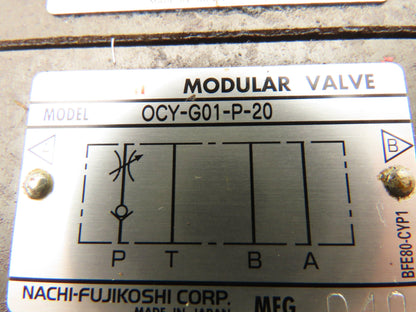 MODULAR VALVE
MODEL OCY-G01-P-20
A B
P T B A
BFE80-CYP1
NACHI-FUJIKOSHI CORP.
MADE IN JAPAN MFG